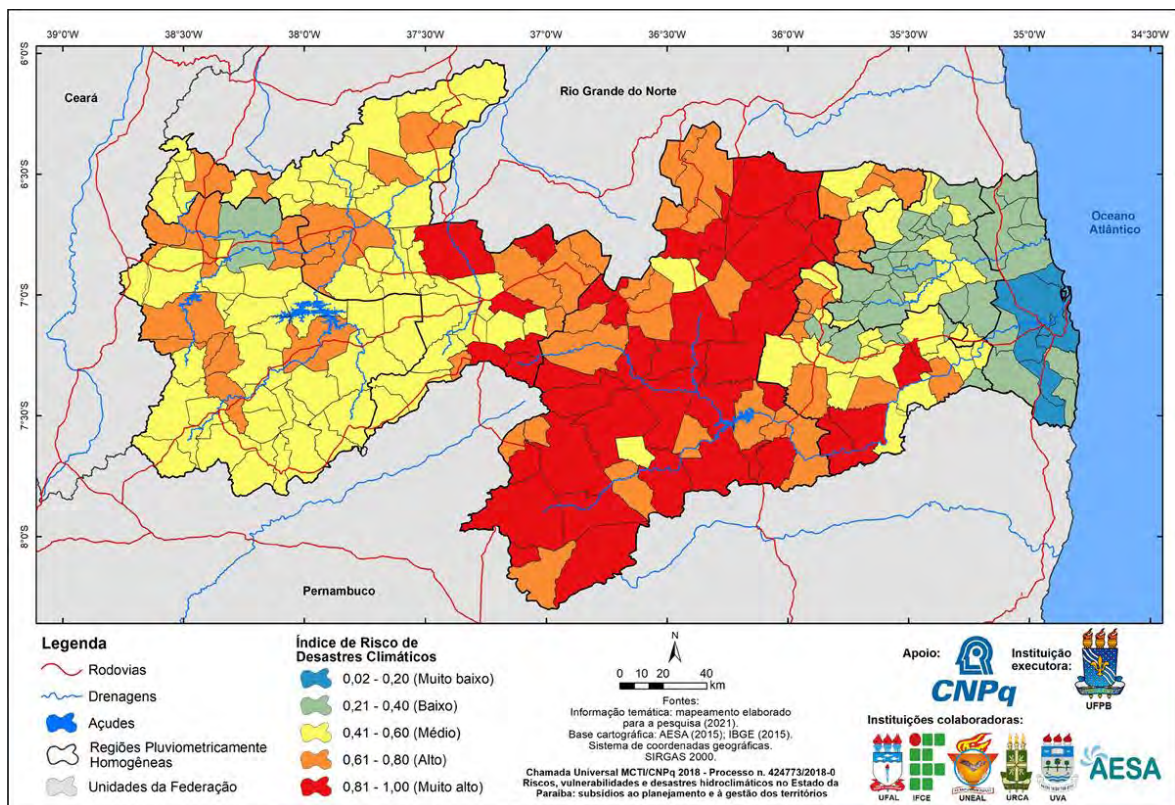 39°0'W 38°30'W 38°0'W 37°30'W 37°0'W 36°30'W 36°0'W 35°30'W 35°0'W 34°30'W
6°0'S
Ceará
Rio Grande do Norte
6°30'S
Oceano
Atlântico
7°0'S
7°30'S
8°0'S
Pernambuco
Legenda
Rodovias
Drenagens
Açudes
Regiões Pluviometricamente
Homogêneas
Unidades da Federação
Índice de Risco de
Desastres Climáticos
0,02 - 0,20 (Muito baixo)
0,21 - 0,40 (Baixo)
0,41 - 0,60 (Médio)
0,61 - 0,80 (Alto)
0,81 - 1,00 (Muito alto)
N
0 10 20 40
km
Fontes:
Informação temática: mapeamento elaborado
para a pesquisa (2021).
Base cartográfica: AESA (2015); IBGE (2015).
Sistema de coordenadas geográficas.
SIRGAS 2000.
Chamada Universal MCTI/CNPq 2018 - Processo n. 424773/2018-0
Riscos, vulnerabilidades e desastres hidroclimáticos no Estado da
Paraíba: subsídios ao planejamento e à gestão dos territórios
Apoio:
CNPq
Instituição
executora:
UFPB
Instituições colaboradoras:
UFAL IFCE UNEAL URCA UVA AESA